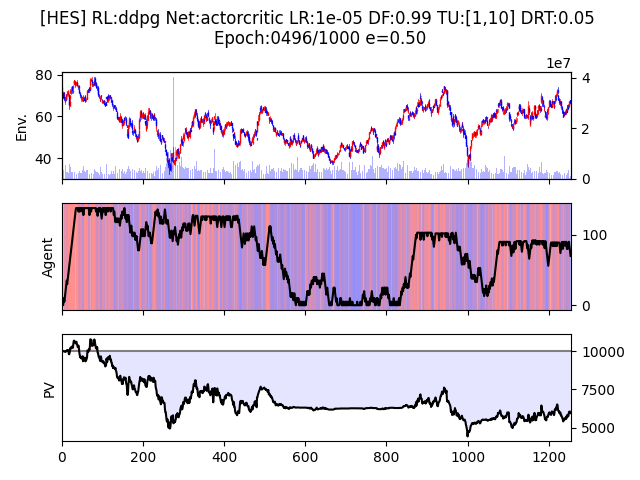 [HES] RL:ddpg Net:actorcritic LR:1e-05 DF:0.99 TU:[1,10] DRT:0.05
Epoch:0496/1000 e=0.50
1e7
80
60
40
Env.
4
2
0
Agent
100
0
PV
10000
7500
5000
0 200 400 600 800 1000 1200